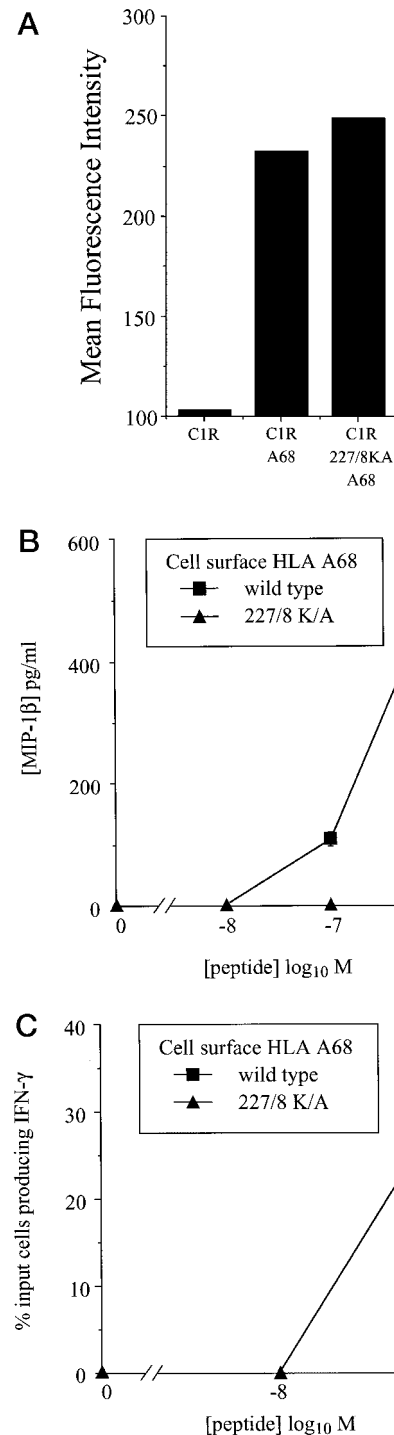 A
Mean Fluorescence Intensity
300
250
200
150
100
C1R
C1R
A68
C1R
227/8KA
A68
B
[MIP-1β] pg/ml
600
400
200
0
Cell surface HLA A68
wild type
227/8 K/A
0
-8
-7
[peptide] log₁₀ M
C
% input cells producing IFN-γ
40
30
20
10
0
Cell surface HLA A68
wild type
227/8 K/A
0
-8
[peptide] log₁₀ M